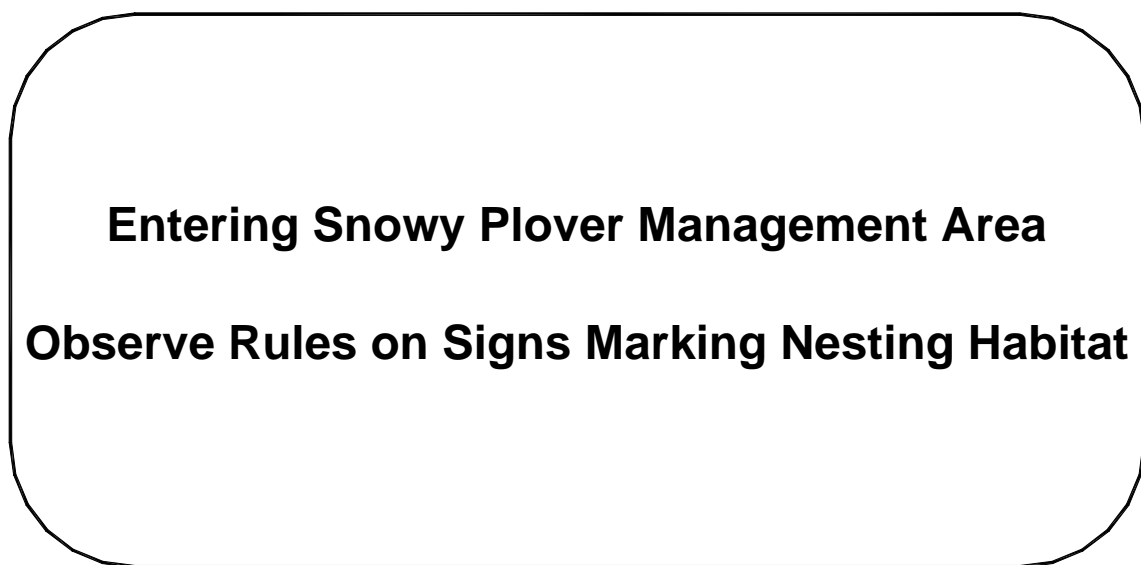 Entering Snowy Plover Management Area
Observe Rules on Signs Marking Nesting Habitat